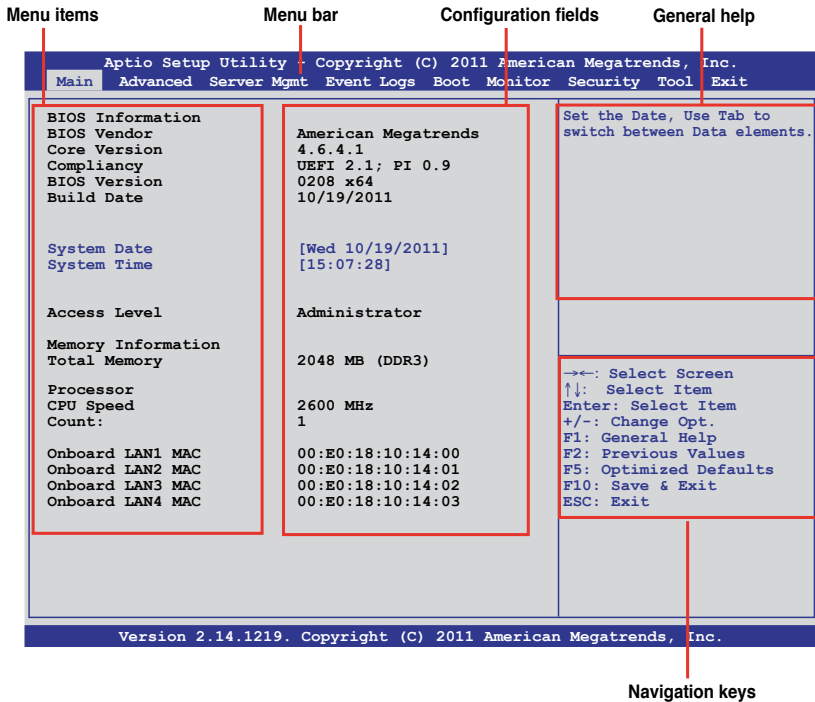 Menu items Menu bar Configuration fields General help
Aptio Setup Utility - Copyright (C) 2011 American Megatrends, Inc.
Main Advanced Server Mgmt Event Logs Boot Monitor Security Tool Exit
BIOS Information
BIOS Vendor American Megatrends
Core Version 4.6.4.1
Compliancy UEFI 2.1; PI 0.9
BIOS Version 0208 x64
Build Date 10/19/2011
System Date [Wed 10/19/2011]
System Time [15:07:28]
Access Level Administrator
Memory Information
Total Memory 2048 MB (DDR3)
Processor
CPU Speed 2600 MHz
Count: 1
Onboard LAN1 MAC 00:E0:18:10:14:00
Onboard LAN2 MAC 00:E0:18:10:14:01
Onboard LAN3 MAC 00:E0:18:10:14:02
Onboard LAN4 MAC 00:E0:18:10:14:03
Set the Date, Use Tab to
switch between Data elements.
→←: Select Screen
↑↓: Select Item
Enter: Select Item
+/-: Change Opt.
F1: General Help
F2: Previous Values
F5: Optimized Defaults
F10: Save & Exit
ESC: Exit
Version 2.14.1219. Copyright (C) 2011 American Megatrends, Inc.
Navigation keys